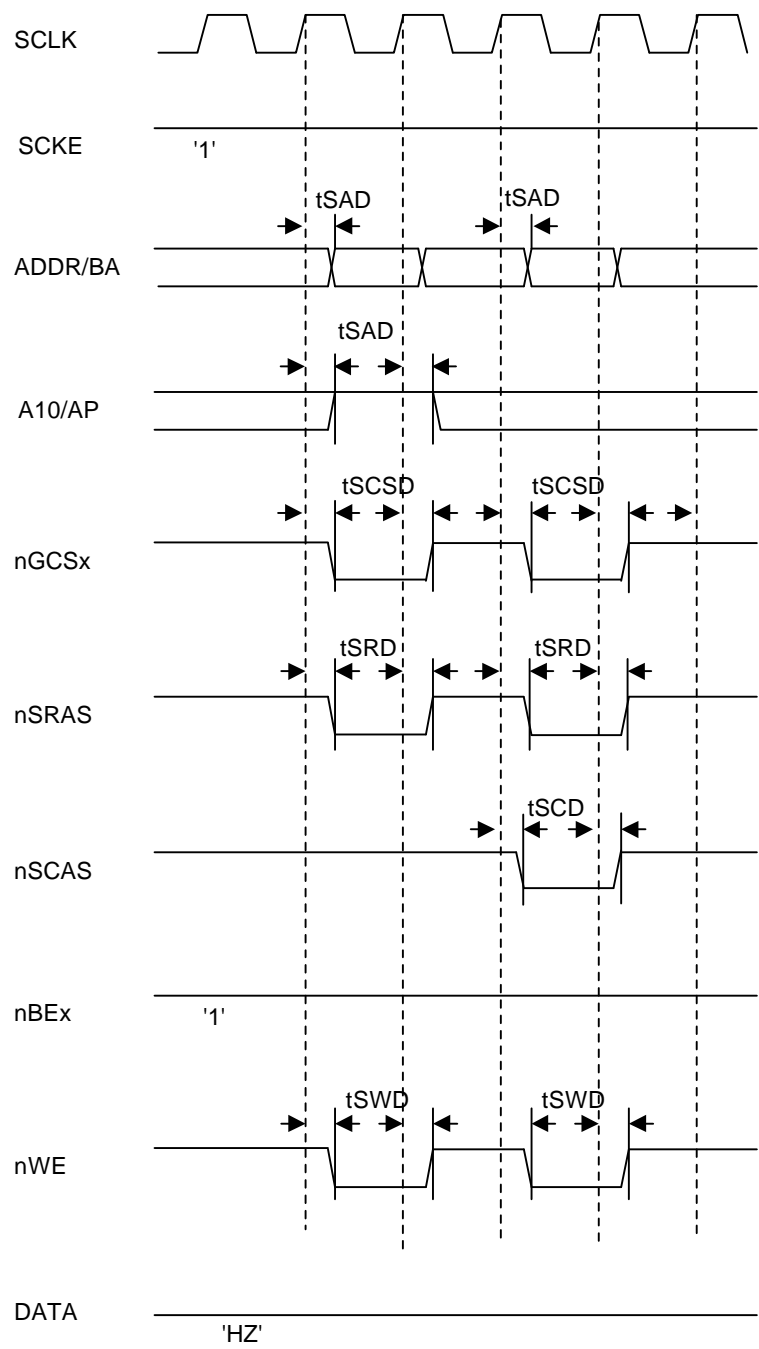 SCLK
SCKE
'1'
tSAD tSAD
ADDR/BA
tSAD
A10/AP
tSCSD tSCSD
nGCSx
tSRD tSRD
nSRAS
tSCD
nSCAS
nBEx
'1'
tSWD tSWD
nWE
DATA
'HZ'